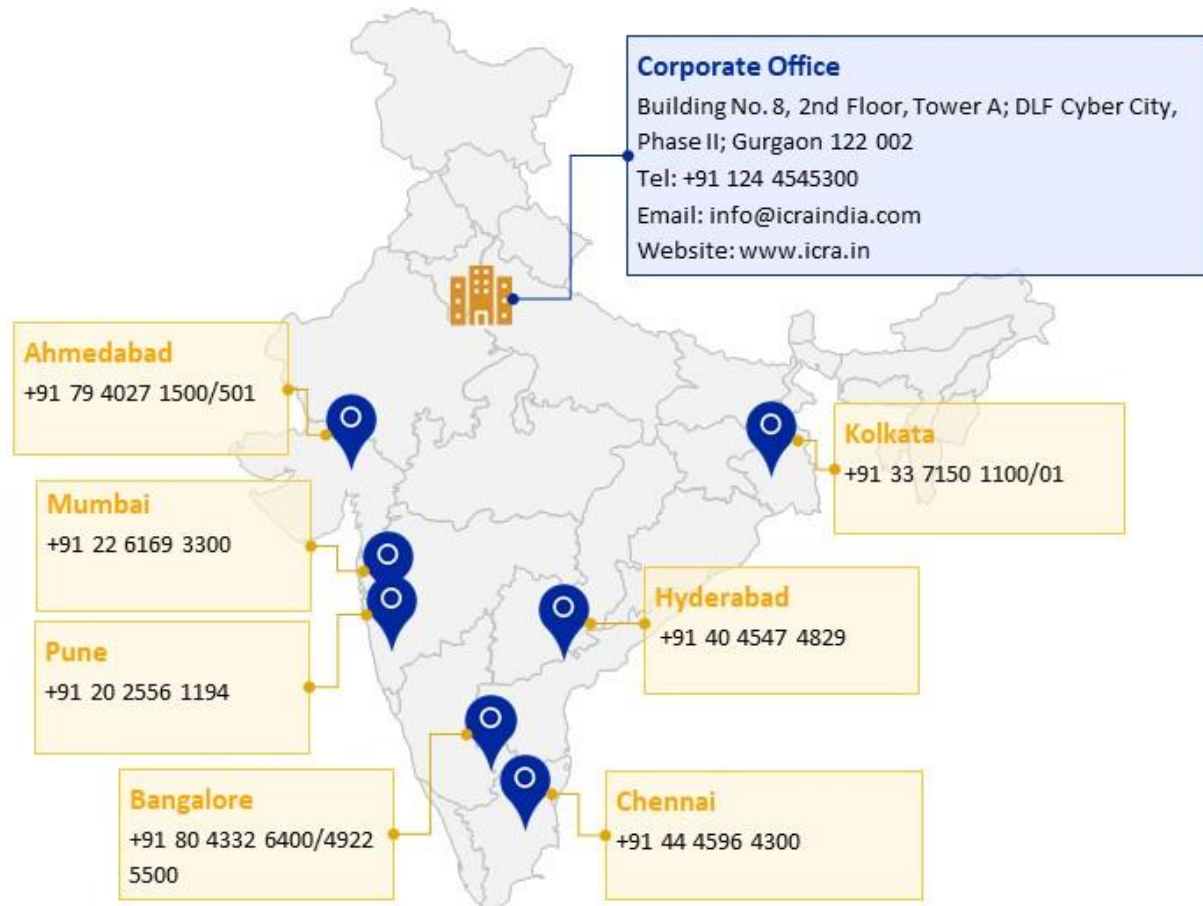 Corporate Office
Building No. 8, 2nd Floor, Tower A; DLF Cyber City,
Phase II; Gurgaon 122 002
Tel: +91 124 4545300
Email: info@icraindia.com
Website: www.icra.in
Ahmedabad
+91 79 4027 1500/501
Kolkata
+91 33 7150 1100/01
Mumbai
+91 22 6169 3300
Hyderabad
+91 40 4547 4829
Pune
+91 20 2556 1194
Bangalore
+91 80 4332 6400/4922
5500
Chennai
+91 44 4596 4300